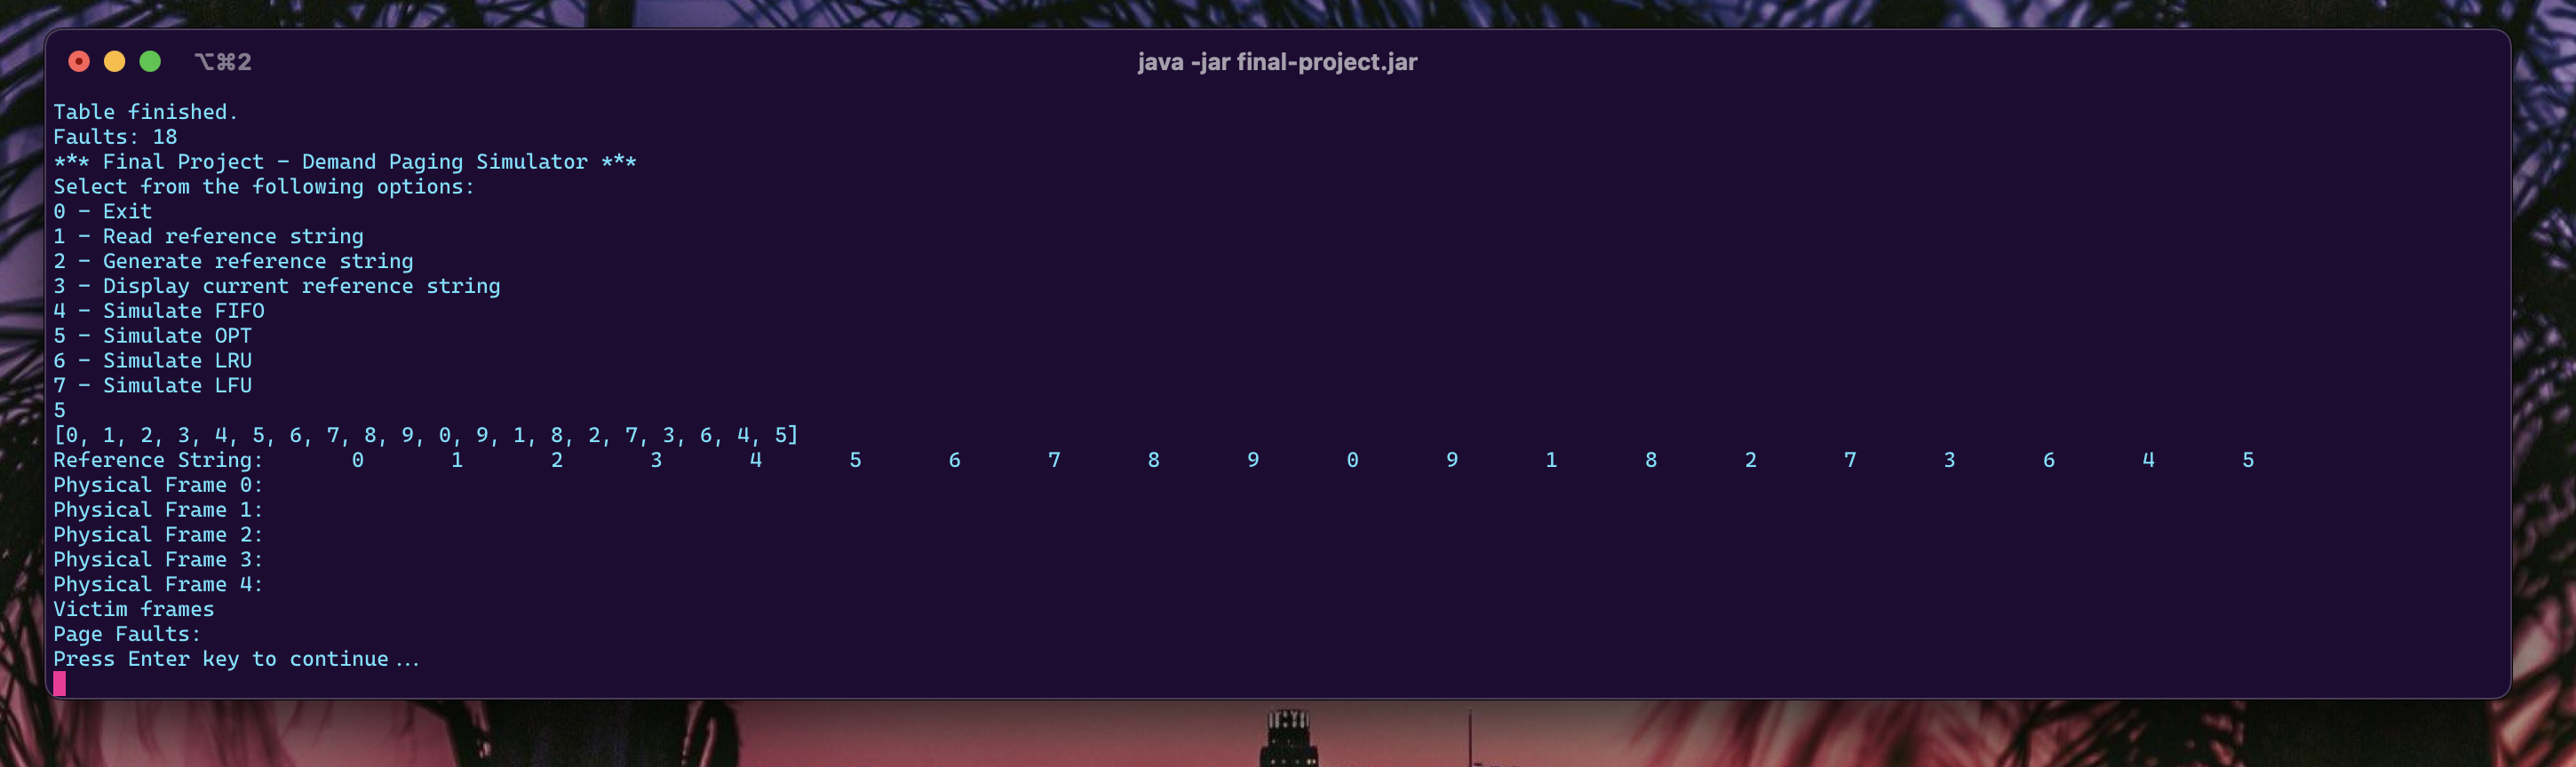 ⌥⌘2
java -jar final-project.jar
Table finished.
Faults: 18
*** Final Project - Demand Paging Simulator ***
Select from the following options:
0 - Exit
1 - Read reference string
2 - Generate reference string
3 - Display current reference string
4 - Simulate FIFO
5 - Simulate OPT
6 - Simulate LRU
7 - Simulate LFU
5
[0, 1, 2, 3, 4, 5, 6, 7, 8, 9, 0, 9, 1, 8, 2, 7, 3, 6, 4, 5]
Reference String: 0 1 2 3 4 5 6 7 8 9 0 9 1 8 2 7 3 6 4 5
Physical Frame 0:
Physical Frame 1:
Physical Frame 2:
Physical Frame 3:
Physical Frame 4:
Victim frames
Page Faults:
Press Enter key to continue...